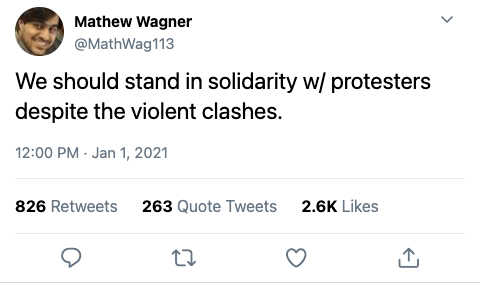 Mathew Wagner
@MathWag113
We should stand in solidarity w/ protesters
despite the violent clashes.
12:00 PM · Jan 1, 2021
826 Retweets 263 Quote Tweets 2.6K Likes